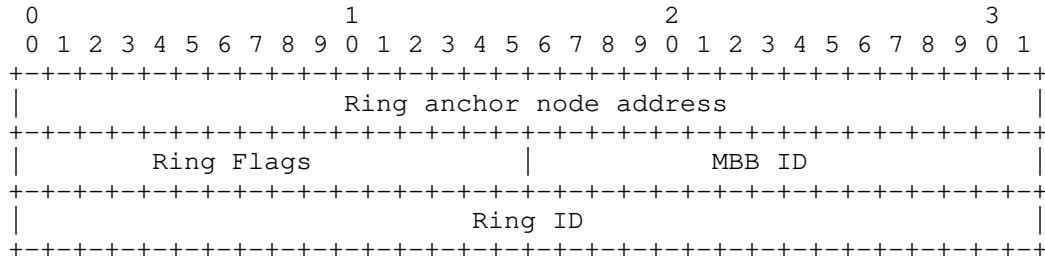 0                   1                   2                   3
 0 1 2 3 4 5 6 7 8 9 0 1 2 3 4 5 6 7 8 9 0 1 2 3 4 5 6 7 8 9 0 1
+-+-+-+-+-+-+-+-+-+-+-+-+-+-+-+-+-+-+-+-+-+-+-+-+-+-+-+-+-+-+-+-+
|                    Ring anchor node address                   |
+-+-+-+-+-+-+-+-+-+-+-+-+-+-+-+-+-+-+-+-+-+-+-+-+-+-+-+-+-+-+-+-+
|        Ring Flags             |           MBB ID              |
+-+-+-+-+-+-+-+-+-+-+-+-+-+-+-+-+-+-+-+-+-+-+-+-+-+-+-+-+-+-+-+-+
|                            Ring ID                            |
+-+-+-+-+-+-+-+-+-+-+-+-+-+-+-+-+-+-+-+-+-+-+-+-+-+-+-+-+-+-+-+-+